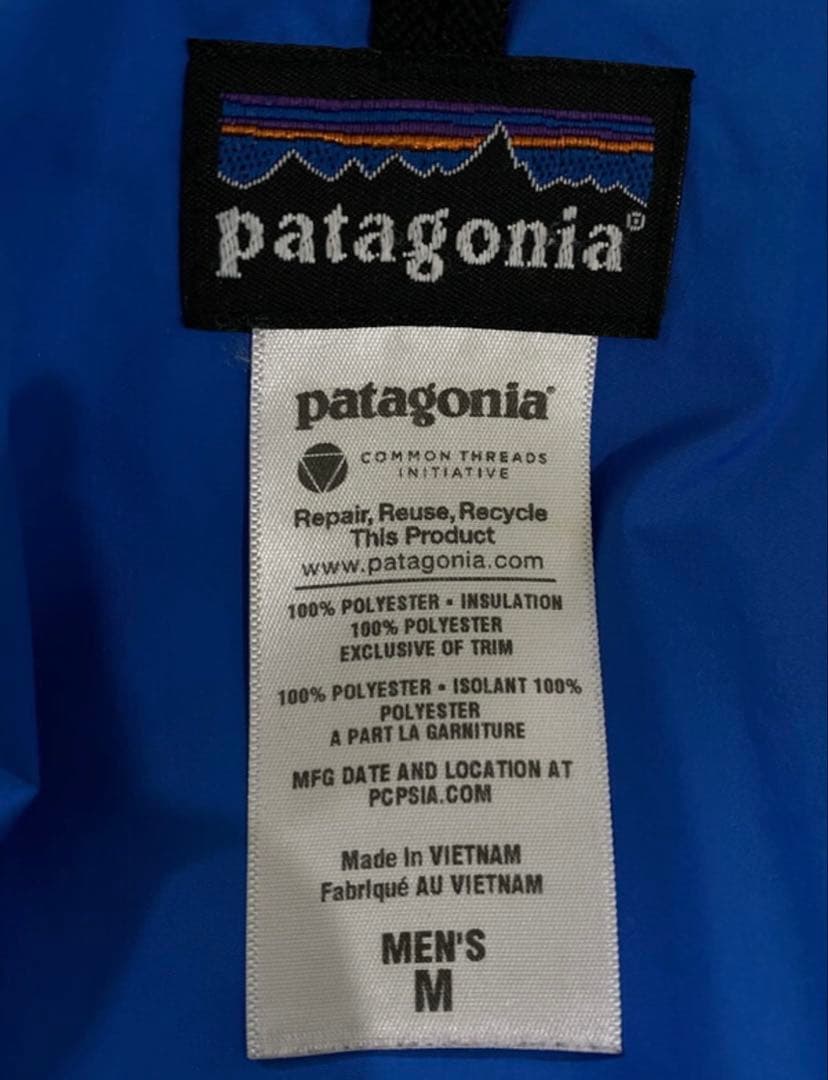 patagonia®
patagonia®
COMMON THREADS
INITIATIVE
Repair, Reuse, Recycle
This Product
www.patagonia.com
100% POLYESTER • INSULATION
100% POLYESTER
EXCLUSIVE OF TRIM
100% POLYESTER • ISOLANT 100%
POLYESTER
A PART LA GARNITURE
MFG DATE AND LOCATION AT
PCPSIA.COM
Made In VIETNAM
Fabriqué AU VIETNAM
MEN'S
M